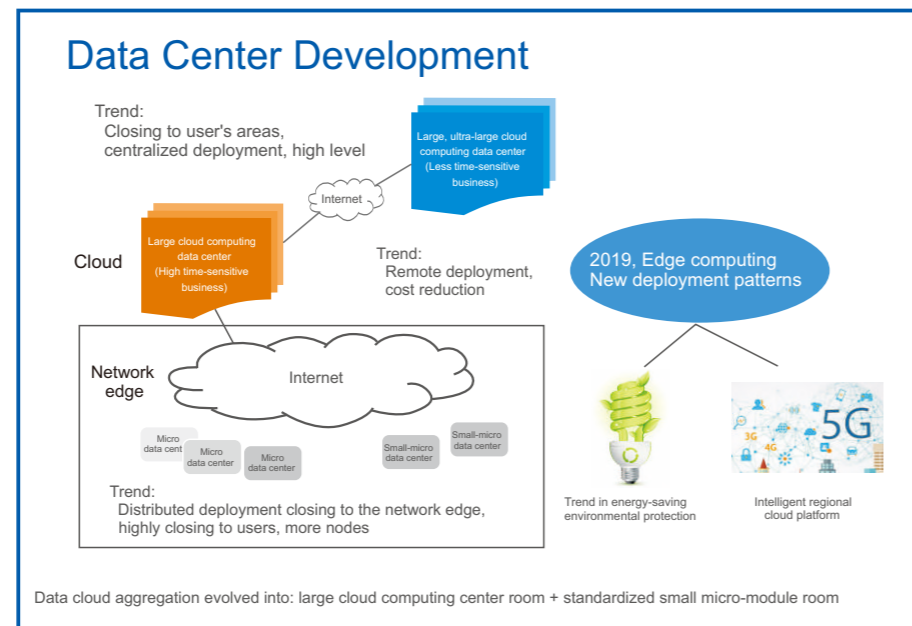 Data Center Development
Trend:
Closing to user's areas,
centralized deployment, high level
Large, ultra-large cloud
computing data center
(Less time-sensitive
business)
Internet
Cloud
Large cloud computing
data center
(High time-sensitive
business)
Trend:
Remote deployment,
cost reduction
2019, Edge computing
New deployment patterns
Network
edge
Internet
Micro
data cent
Micro
data center
Micro
data center
Small-micro
data center
Small-micro
data center
Trend:
Distributed deployment closing to the network edge,
highly closing to users, more nodes
3G
4G
5G
Trend in energy-saving
environmental protection
Intelligent regional
cloud platform
Data cloud aggregation evolved into: large cloud computing center room + standardized small micro-module room